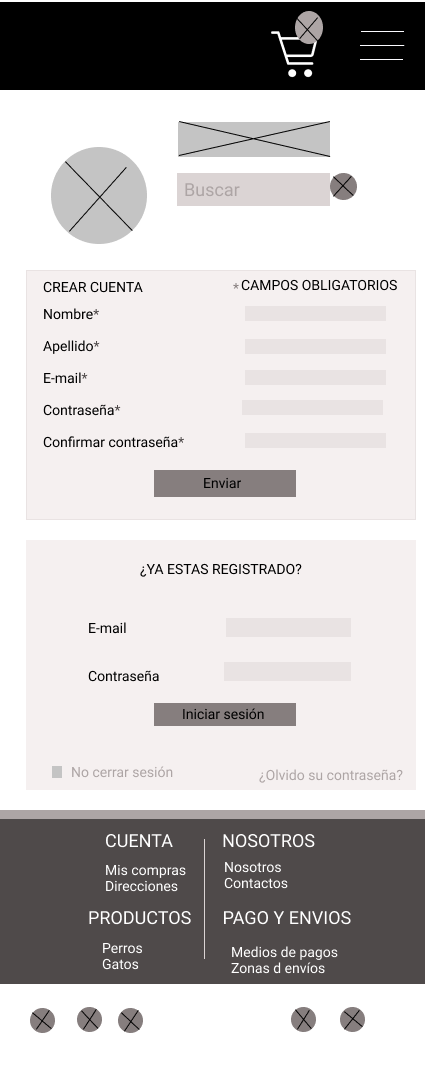 Buscar
CREAR CUENTA
*CAMPOS OBLIGATORIOS
Nombre*
Apellido*
E-mail*
Contraseña*
Confirmar contraseña*
Enviar
¿YA ESTAS REGISTRADO?
E-mail
Contraseña
Iniciar sesión
No cerrar sesión
¿Olvido su contraseña?
CUENTA
Mis compras
Direcciones
NOSOTROS
Nosotros
Contactos
PRODUCTOS
Perros
Gatos
PAGO Y ENVIOS
Medios de pagos
Zonas d envíos